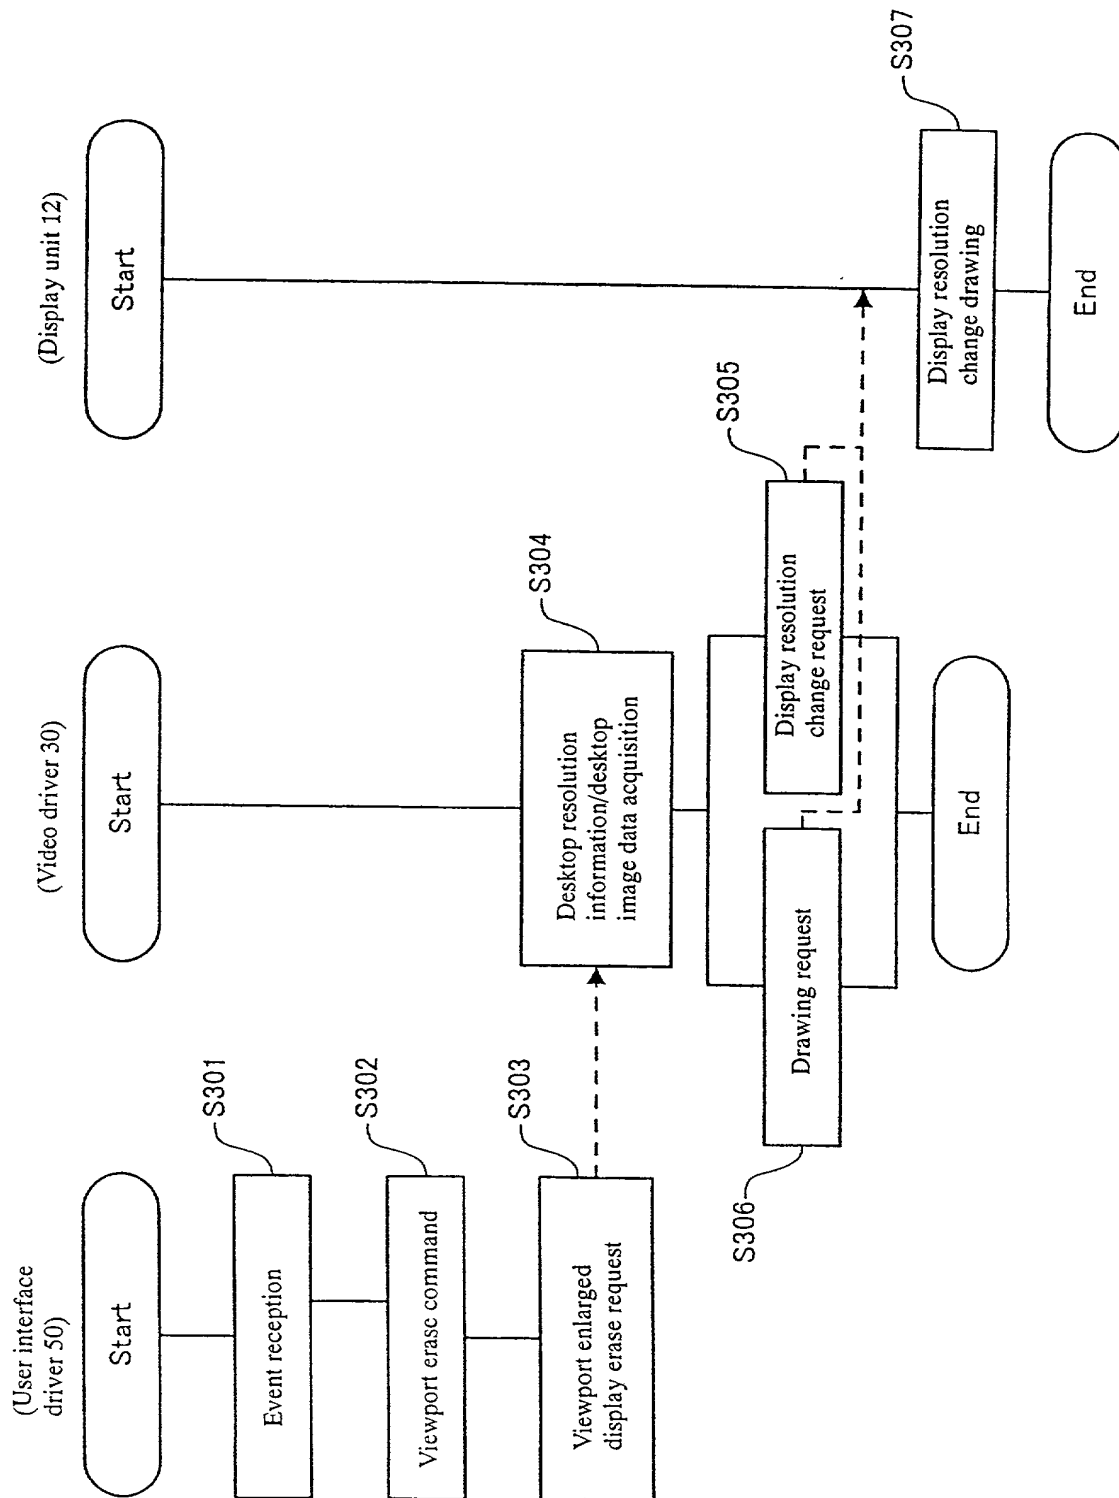 (User interface
driver 50)
Start
Event reception
S301
Viewport erase command
S302
Viewport enlarged
display erase request
S303
(Video driver 30)
Start
Desktop resolution
information/desktop
image data acquisition
S304
Display resolution
change request
S305
Drawing request
S306
End
(Display unit 12)
Start
Display resolution
change drawing
S307
End